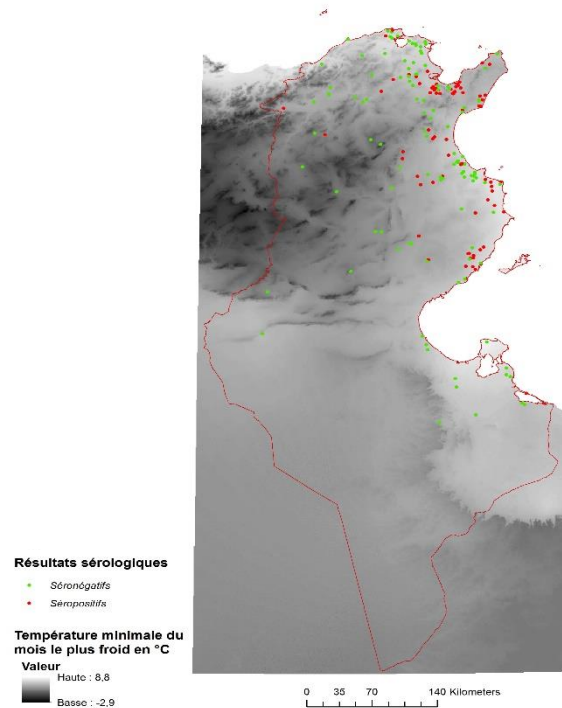 Résultats sérologiques
Séronégatifs
Séropositifs
Température minimale du
mois le plus froid en °C
Valeur
Haute : 8,8
Basse : -2,9
0 35 70 140 Kilometers